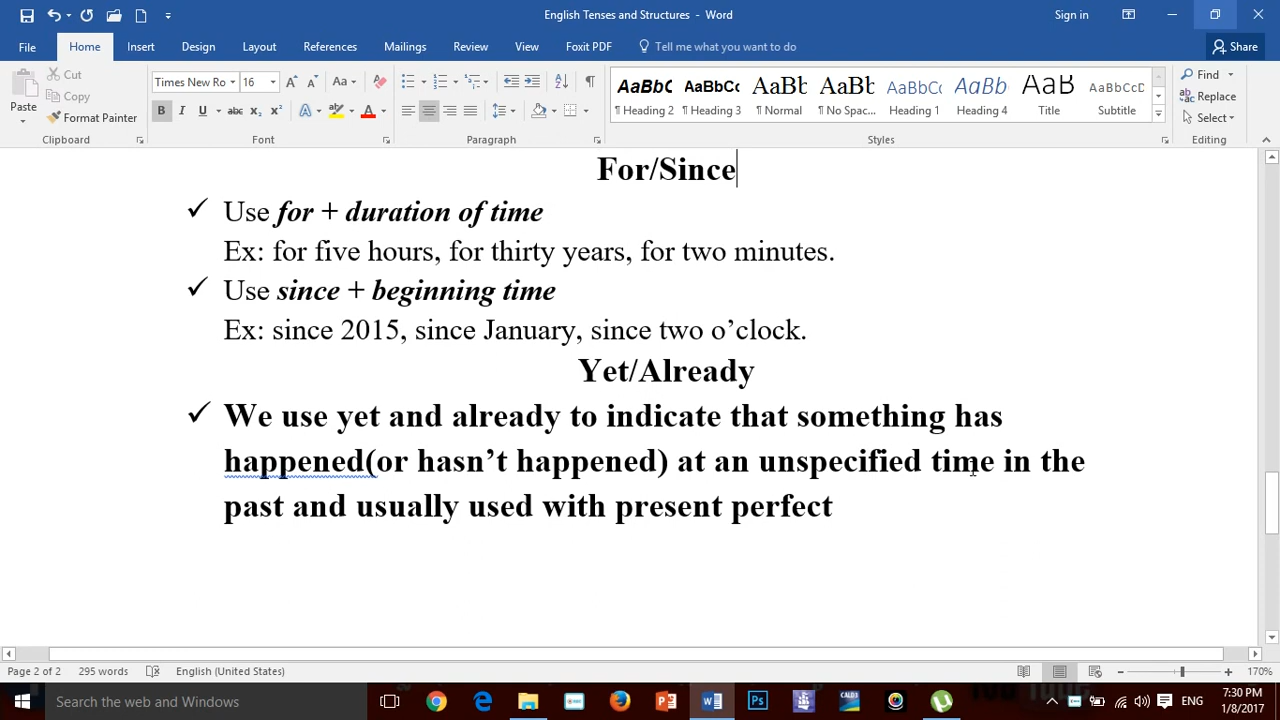 English Tenses and Structures - Word
Sign in
File Home Insert Design Layout References Mailings Review View Foxit PDF Tell me what you want to do Share
Paste Cut Copy Format Painter
Times New Ro 16 Aa
AaBbC AaBbCc AaBb AaBb AaBbC AaBb AaB AaBbCcD
¶ Heading 2 ¶ Heading 3 ¶ Normal ¶ No Spac... Heading 1 Heading 4 Title Subtitle
Find Replace Select
Clipboard Font Paragraph Styles Editing
For/Since
✓ Use for + duration of time
Ex: for five hours, for thirty years, for two minutes.
✓ Use since + beginning time
Ex: since 2015, since January, since two o’clock.
Yet/Already
✓ We use yet and already to indicate that something has
happened(or hasn’t happened) at an unspecified time in the
past and usually used with present perfect
Page 2 of 2 295 words English (United States) 170%
Search the web and Windows
ENG 7:30 PM
1/8/2017